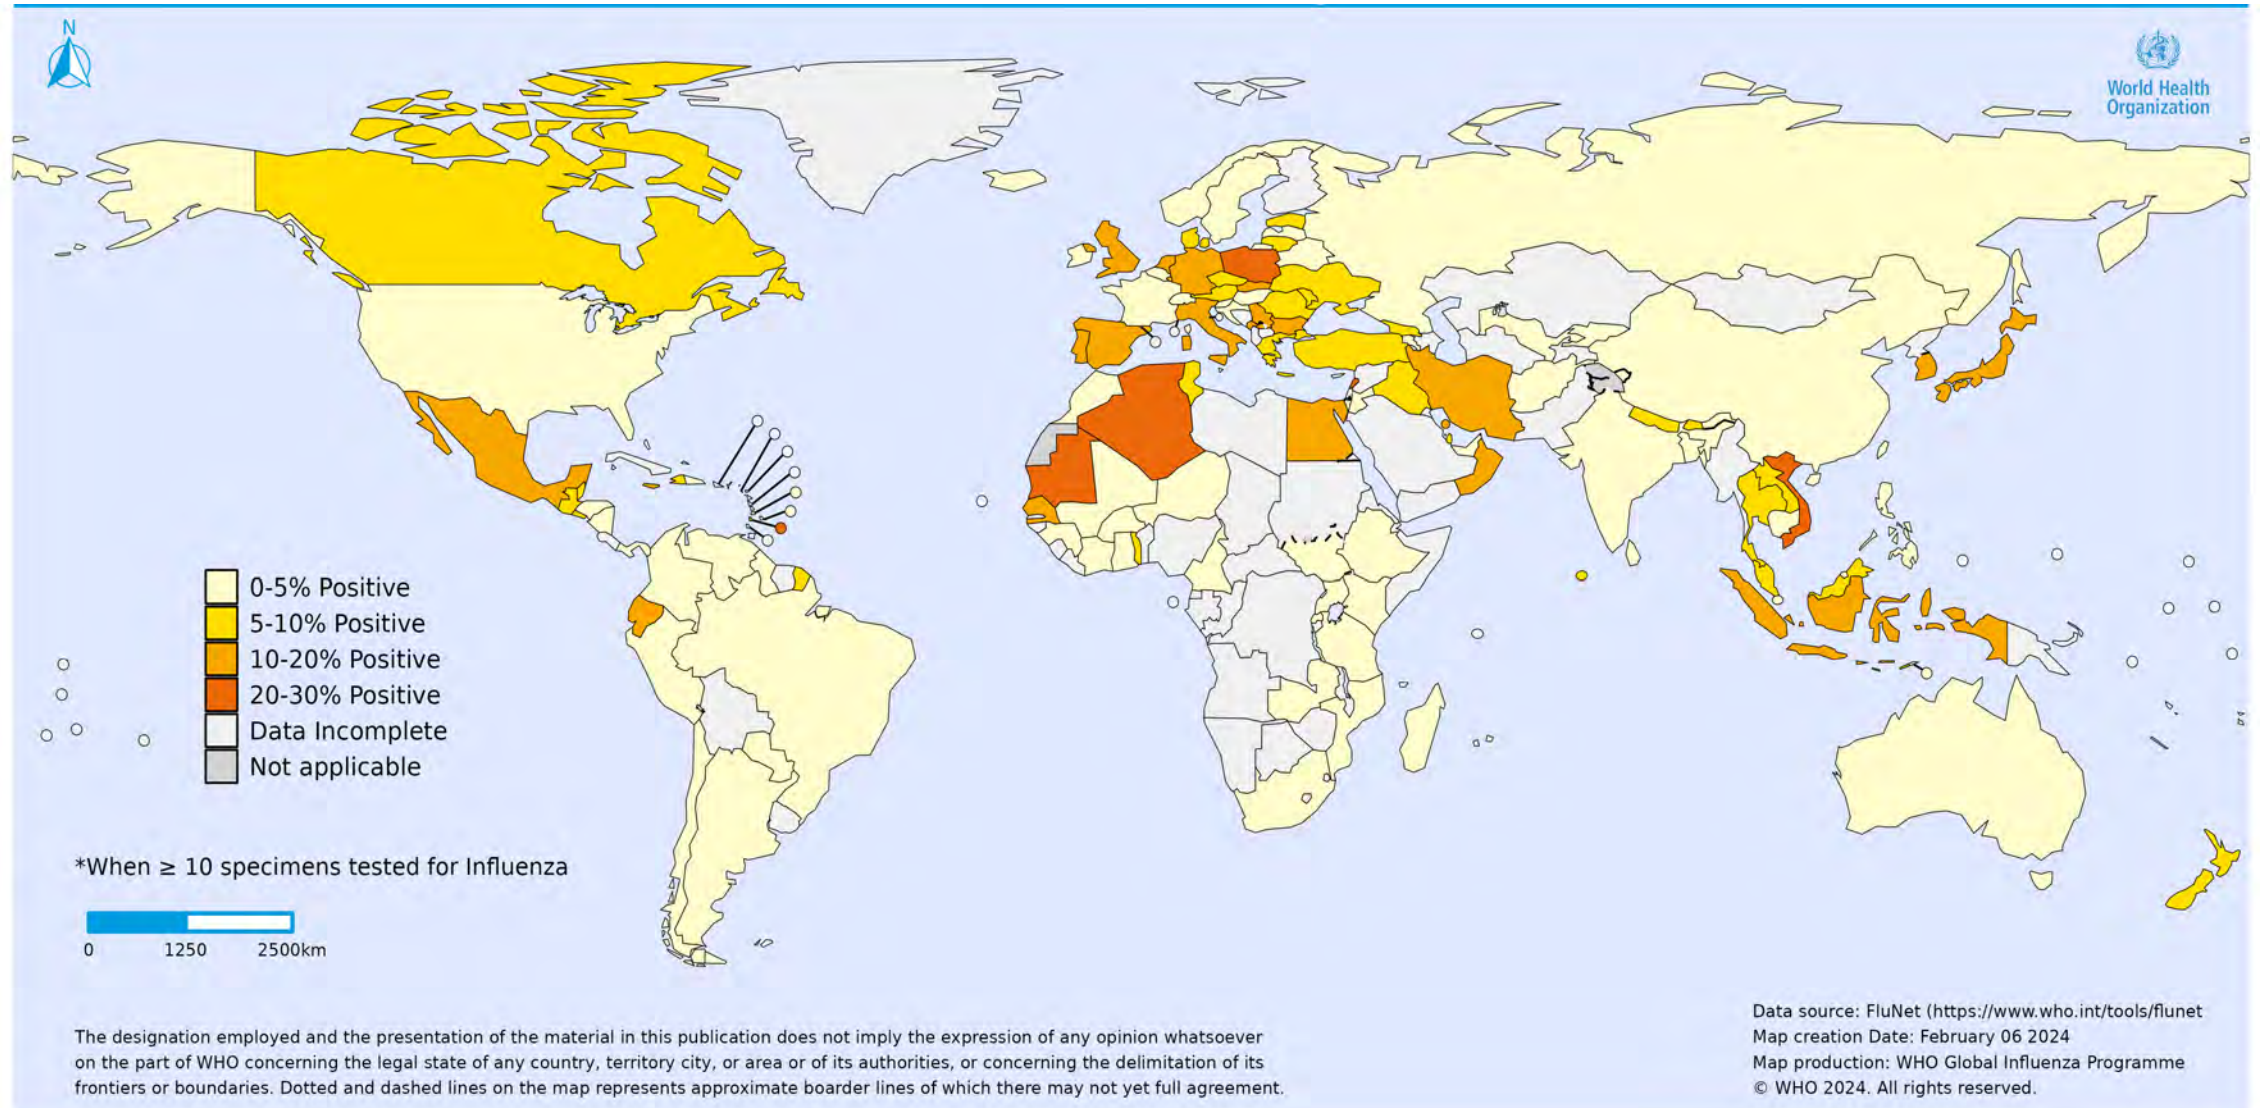 N
World Health
Organization
0-5% Positive
5-10% Positive
10-20% Positive
20-30% Positive
Data Incomplete
Not applicable
*When ≥ 10 specimens tested for Influenza
0 1250 2500km
The designation employed and the presentation of the material in this publication does not imply the expression of any opinion whatsoever
on the part of WHO concerning the legal state of any country, territory city, or area or of its authorities, or concerning the delimitation of its
frontiers or boundaries. Dotted and dashed lines on the map represents approximate boarder lines of which there may not yet full agreement.
Data source: FluNet (https://www.who.int/tools/flunet
Map creation Date: February 06 2024
Map production: WHO Global Influenza Programme
© WHO 2024. All rights reserved.